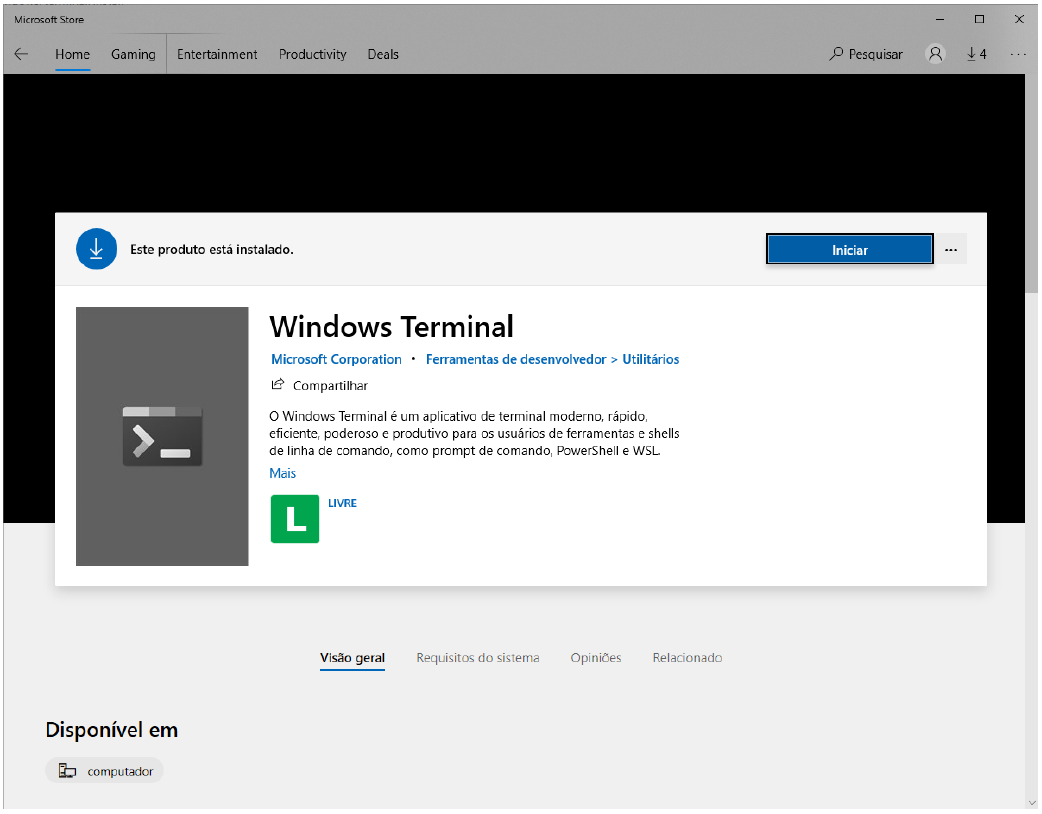 Microsoft Store
Home Gaming Entertainment Productivity Deals Pesquisar 4
Este produto está instalado.
Iniciar
Windows Terminal
Microsoft Corporation • Ferramentas de desenvolvedor > Utilitários
Compartilhar
O Windows Terminal é um aplicativo de terminal moderno, rápido,
eficiente, poderoso e produtivo para os usuários de ferramentas e shells
de linha de comando, como prompt de comando, PowerShell e WSL.
Mais
L LIVRE
Visão geral Requisitos do sistema Opiniões Relacionado
Disponível em
computador